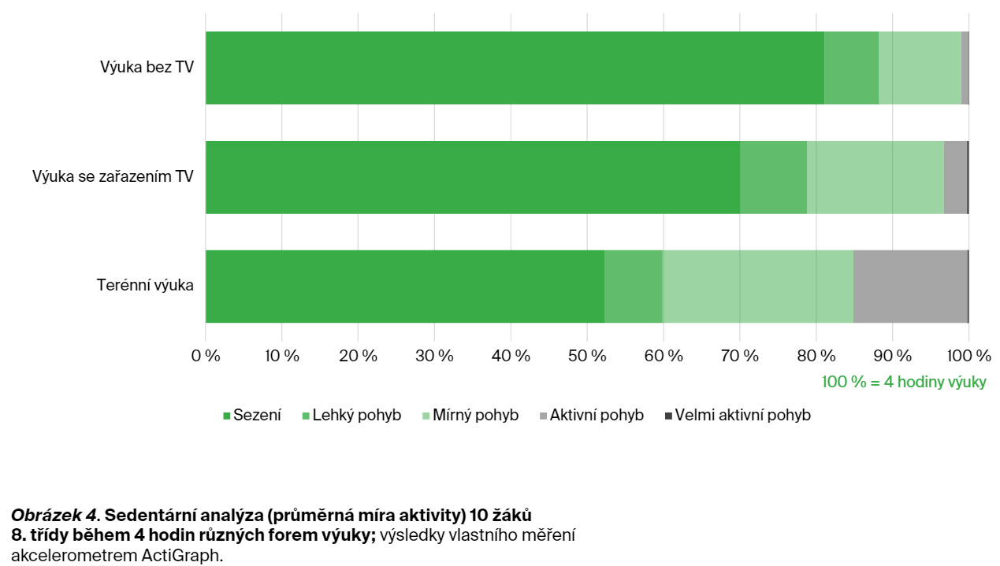 Výuka bez TV
Výuka se zařazením TV
Terénní výuka
0 % 10 % 20 % 30 % 40 % 50 % 60 % 70 % 80 % 90 % 100 %
100 % = 4 hodiny výuky
Sezení Lehký pohyb Mírný pohyb Aktivní pohyb Velmi aktivní pohyb
Obrázek 4. Sedentární analýza (průměrná míra aktivity) 10 žáků
8. třídy během 4 hodin různých forem výuky; výsledky vlastního měření
akcelerometrem ActiGraph.